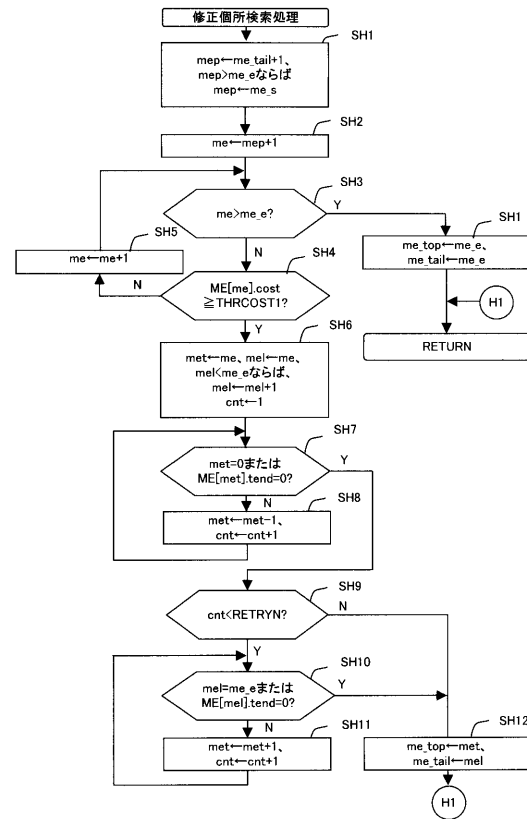 修正個所検索処理
SH1
mep←me_tail+1、
mep>me_eならば
mep←me_s
SH2
me←mep+1
SH3
me>me_e?
Y
N
SH1
me_top←me_e、
me_tail←me_e
H1
RETURN
SH5
me←me+1
SH4
ME[me].cost
≧THRCOST1?
N
Y
SH6
met←me、mel←me、
mel<me_eならば、
mel←mel+1
cnt←1
SH7
met=0または
ME[met].tend=0?
Y
N
SH8
met←met-1、
cnt←cnt+1
SH9
cnt<RETRYN?
N
Y
SH10
mel=me_eまたは
ME[mel].tend=0?
Y
N
SH11
met←met+1、
cnt←cnt+1
SH12
me_top←met、
me_tail←mel
H1